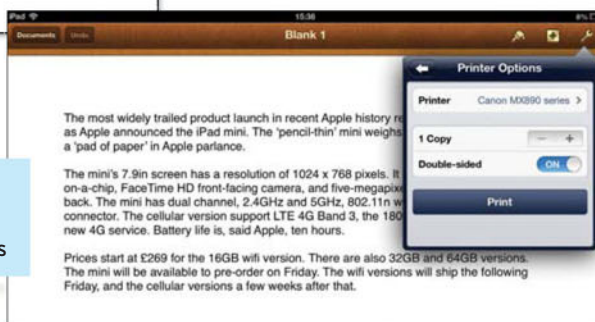 iPad 15:36 8%
Documents Undo Blank 1
Printer Options
Printer Canon MX890 series >
1 Copy - +
Double-sided ON
Print
The most widely trailed product launch in recent Apple history re
as Apple announced the iPad mini. The 'pencil-thin' mini weighs
a 'pad of paper' in Apple parlance.
The mini's 7.9in screen has a resolution of 1024 x 768 pixels. It
on-a-chip, FaceTime HD front-facing camera, and five-megapixe
back. The mini has dual channel, 2.4GHz and 5GHz, 802.11n w
connector. The cellular version support LTE 4G Band 3, the 180
new 4G service. Battery life is, said Apple, ten hours.
s
Prices start at £269 for the 16GB wifi version. There are also 32GB and 64GB versions.
The mini will be available to pre-order on Friday. The wifi versions will ship the following
Friday, and the cellular versions a few weeks after that.